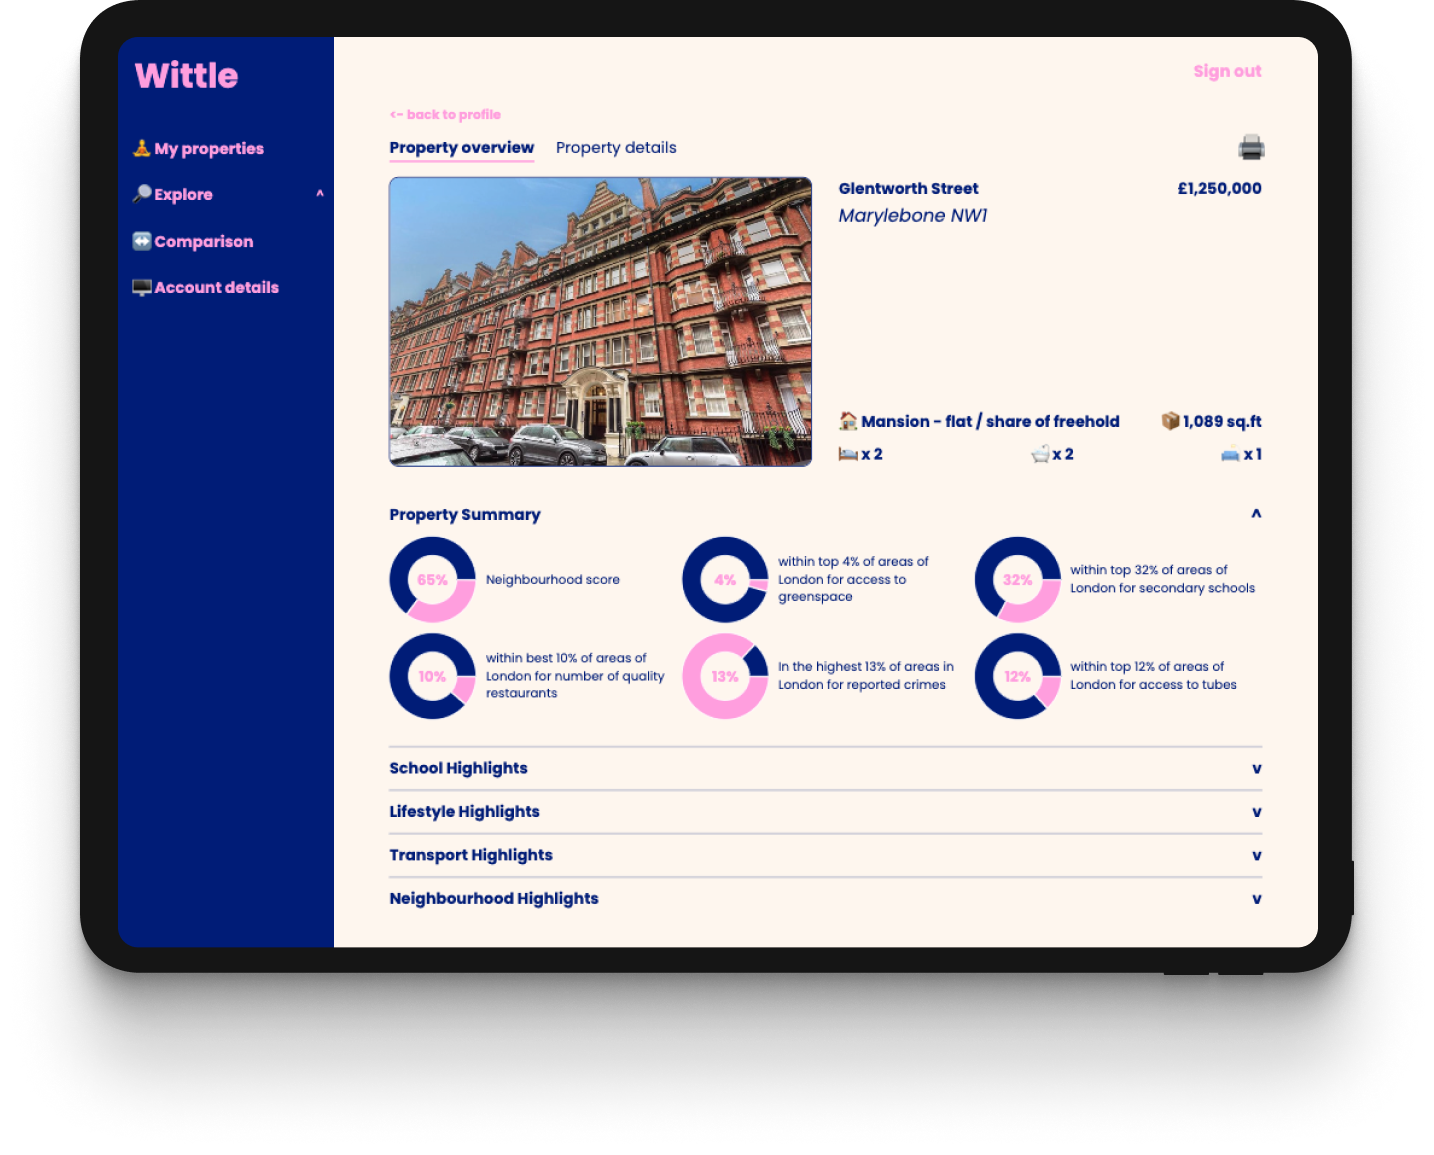 Wittle
Sign out
<- back to profile
My properties
Explore ^
Comparison
Account details
Property overview Property details
Glentworth Street £1,250,000
Marylebone NW1
Mansion - flat / share of freehold 1,089 sq.ft
x 2 x 2 x 1
Property Summary ^
65% Neighbourhood score
4% within top 4% of areas of
London for access to
greenspace
32% within top 32% of areas of
London for secondary schools
10% within best 10% of areas of
London for number of quality
restaurants
13% In the highest 13% of areas in
London for reported crimes
12% within top 12% of areas of
London for access to tubes
School Highlights v
Lifestyle Highlights v
Transport Highlights v
Neighbourhood Highlights v